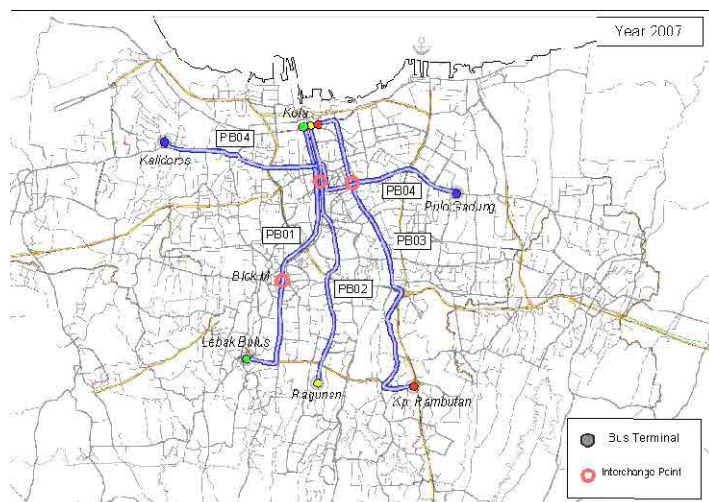 Year 2007
Kota
PB04
Kalideres
PB04
Pulo Gadung
PB01
PB03
Blok M
PB02
Lebak Bulus
Ragunan
Kp. Rambutan
Bus Terminal
Interchange Point